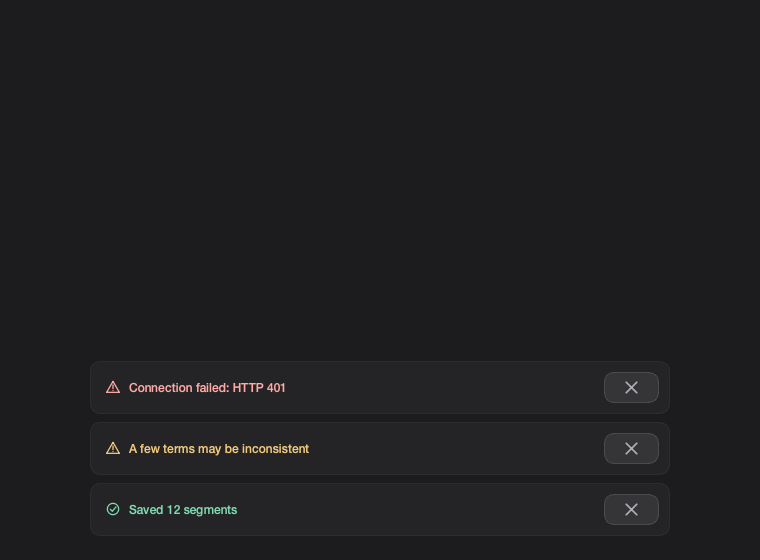 Connection failed: HTTP 401
A few terms may be inconsistent
Saved 12 segments